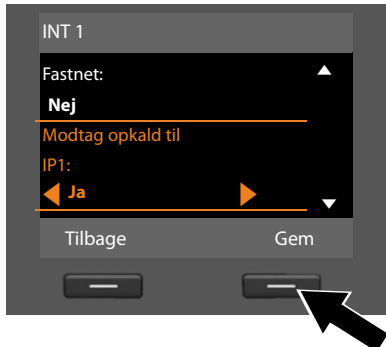 INT 1
Fastnet:
Nej
Modtag opkald til
IP1:
Ja
Tilbage Gem